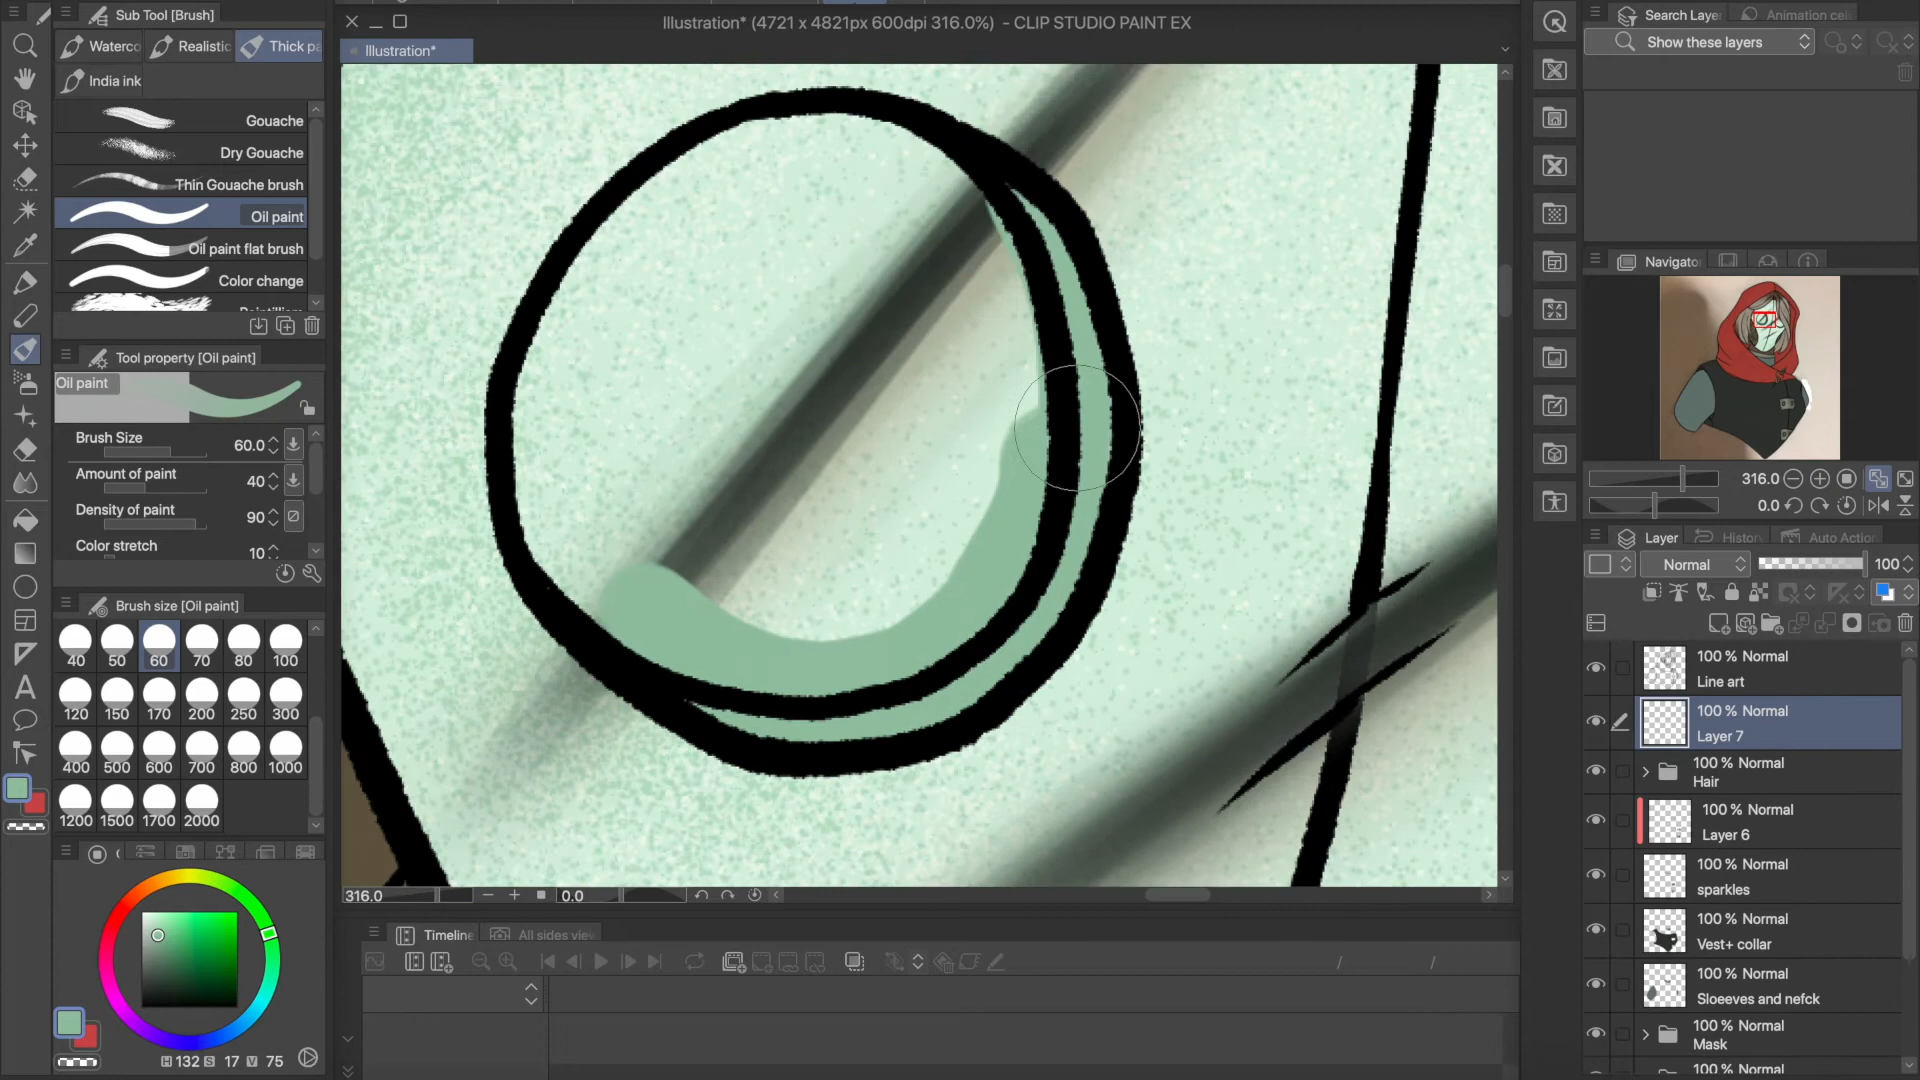 Sub Tool [Brush]
Illustration* (4721 x 4821px 600dpi 316.0%) - CLIP STUDIO PAINT EX
Search Laye
Animation cel
Waterco
Realistic
Thick pa
Illustration*
Show these layers
India ink
Gouache
Dry Gouache
Thin Gouache brush
Oil paint
Oil paint flat brush
Color change
Navigator
Tool property [Oil paint]
Oil paint
Brush Size
60.0
Amount of paint
40
Density of paint
90
Color stretch
10
316.0
0.0
Layer
History
Auto Action
Normal
100
Brush size [Oil paint]
40 50 60 70 80 100
120 150 170 200 250 300
400 500 600 700 800 1000
1200 1500 1700 2000
100 % Normal
Line art
100 % Normal
Layer 7
100 % Normal
Hair
100 % Normal
Layer 6
100 % Normal
sparkles
100 % Normal
Vest+ collar
100 % Normal
Sloeeves and nefck
100 % Normal
Mask
100 % Normal
316.0
0.0
Timeline
All sides view
/ /
H 132 S 17 V 75